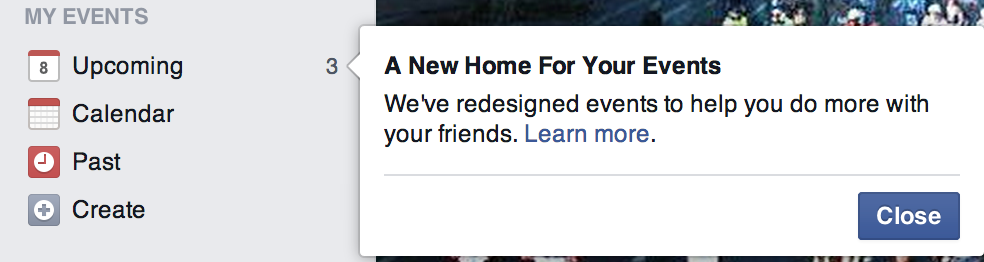 MY EVENTS
8
Upcoming 3
Calendar
Past
Create
A New Home For Your Events
We've redesigned events to help you do more with
your friends. Learn more.
Close